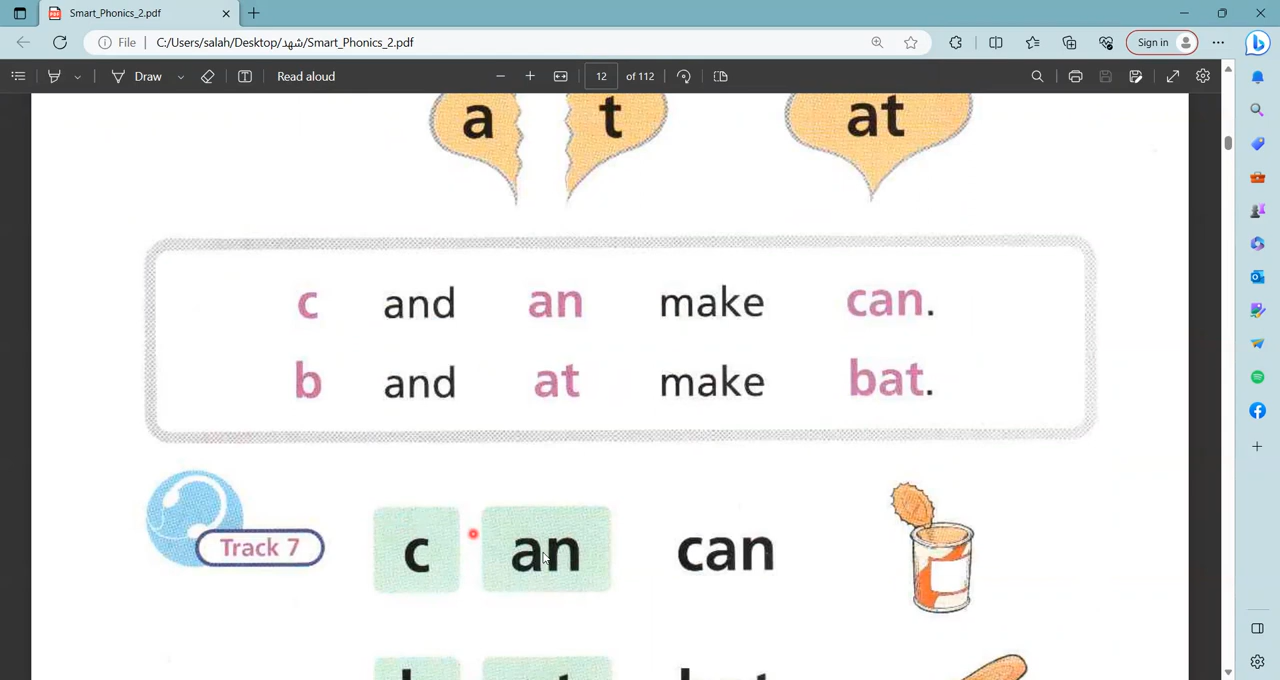 Smart_Phonics_2.pdf
File C:/Users/salah/Desktop/شهد/Smart_Phonics_2.pdf
Sign in
Draw
Read aloud
12 of 112
a t at
c and an make can.
b and at make bat.
Track 7
c an can